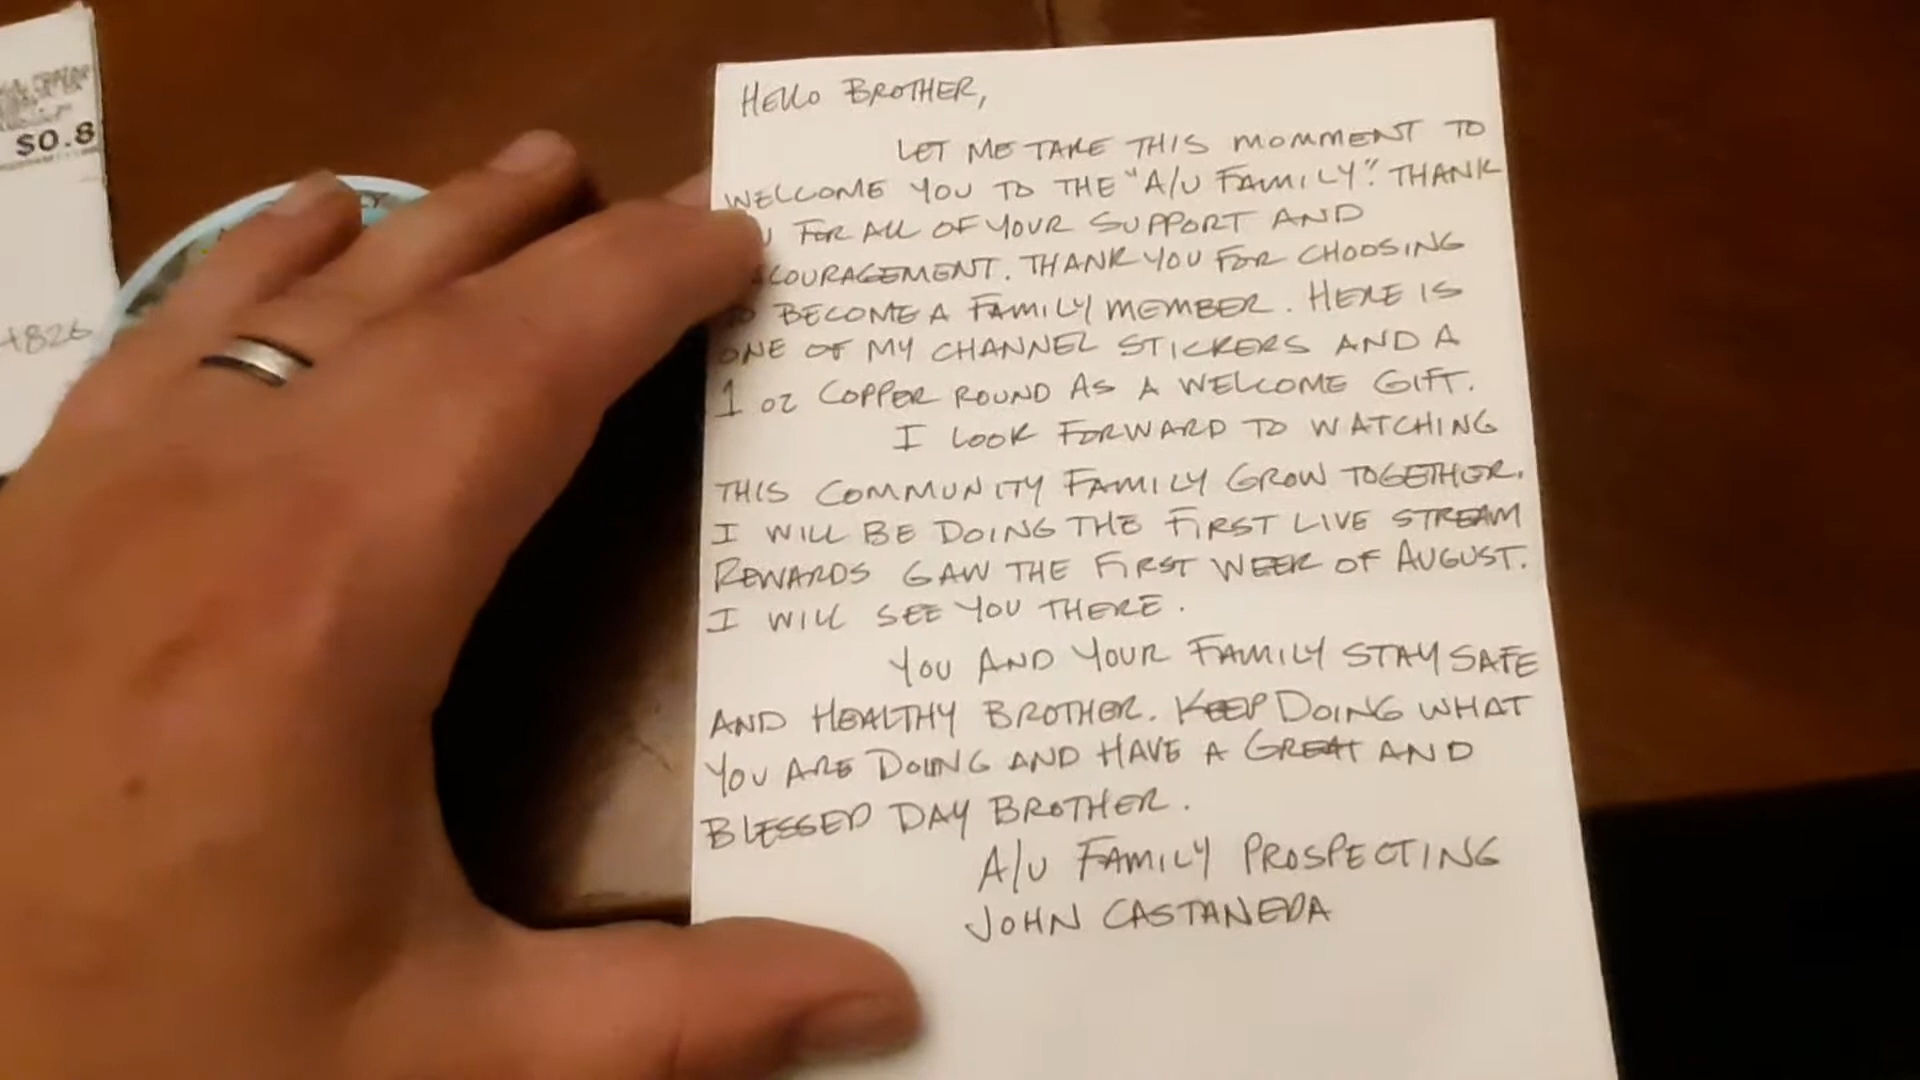 $0.8
+826
HELLO BROTHER,
LET ME TAKE THIS MOMMENT TO
WELCOME YOU TO THE "A/U FAMILY". THANK
FOR ALL OF YOUR SUPPORT AND
COURAGEMENT. THANK YOU FOR CHOOSING
BECOME A FAMILY MEMBER. HERE IS
ONE OF MY CHANNEL STICKERS AND A
1 OZ COPPER ROUND AS A WELCOME GIFT.
I LOOK FORWARD TO WATCHING
THIS COMMUNITY FAMILY GROW TOGETHER.
I WILL BE DOING THE FIRST LIVE STREAM
REWARDS GAW THE FIRST WEEK OF AUGUST.
I WILL SEE YOU THERE.
YOU AND YOUR FAMILY STAY SAFE
AND HEALTHY BROTHER. KEEP DOING WHAT
YOU ARE DOING AND HAVE A GREAT AND
BLESSED DAY BROTHER.
A/U FAMILY PROSPECTING
JOHN CASTANEDA